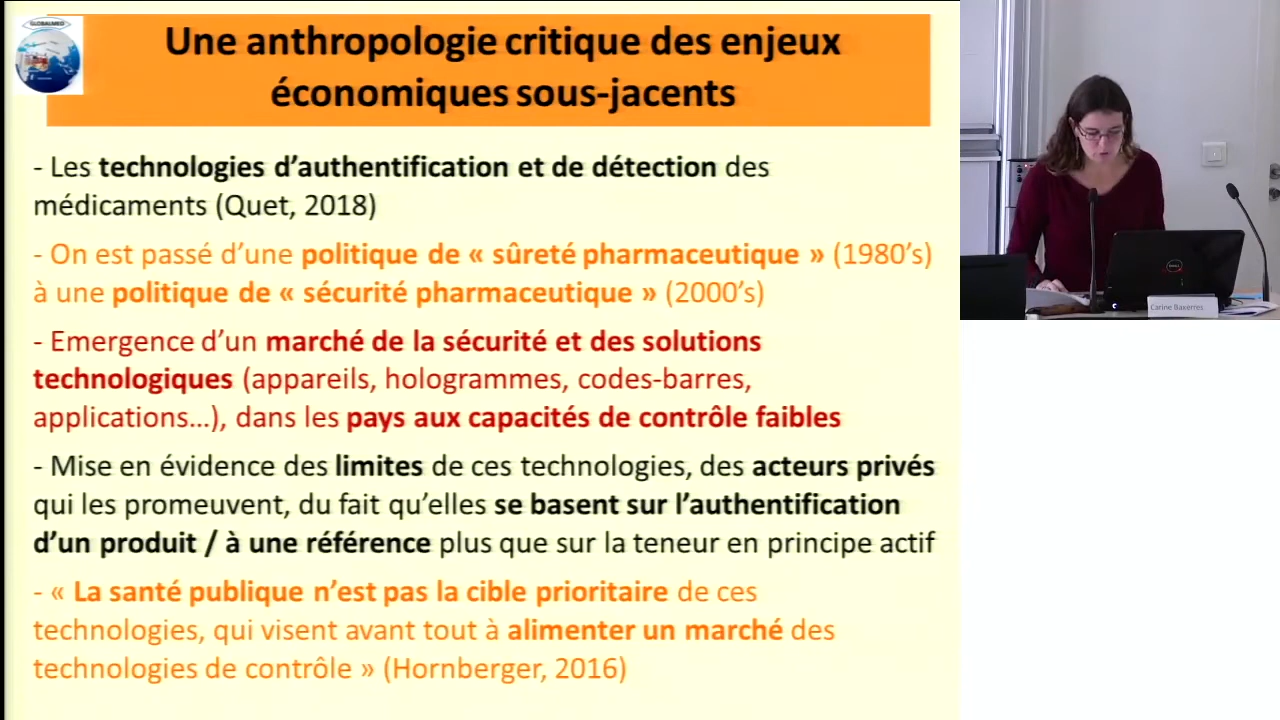 GLOBALMED
Une anthropologie critique des enjeux
économiques sous-jacents
- Les technologies d’authentification et de détection des
médicaments (Quet, 2018)
- On est passé d’une politique de « sûreté pharmaceutique » (1980’s)
à une politique de « sécurité pharmaceutique » (2000’s)
- Emergence d’un marché de la sécurité et des solutions
technologiques (appareils, hologrammes, codes-barres,
applications...), dans les pays aux capacités de contrôle faibles
- Mise en évidence des limites de ces technologies, des acteurs privés
qui les promeuvent, du fait qu’elles se basent sur l’authentification
d’un produit / à une référence plus que sur la teneur en principe actif
- « La santé publique n’est pas la cible prioritaire de ces
technologies, qui visent avant tout à alimenter un marché des
technologies de contrôle » (Hornberger, 2016)
DELL
Carine Baxerres